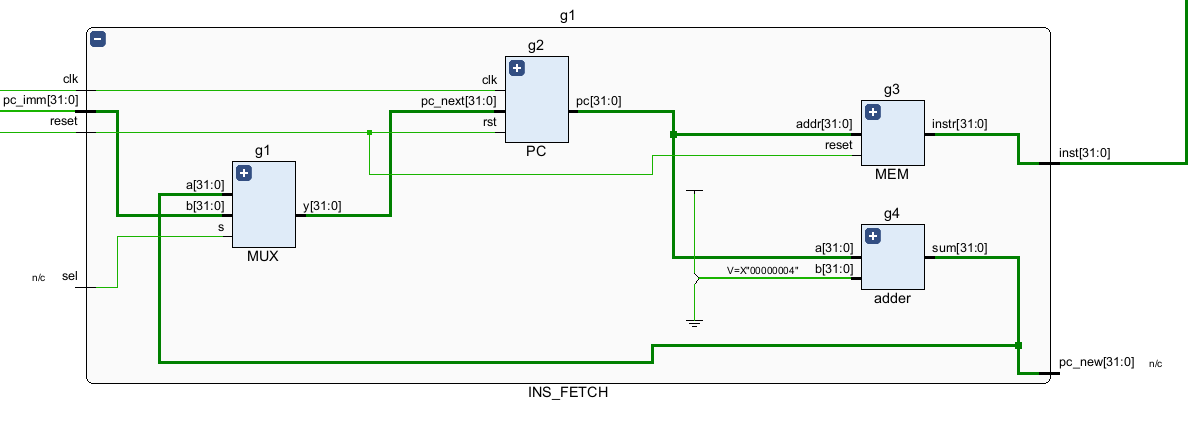 g1
g2
clk
clk
pc_imm[31:0]
pc_next[31:0]
pc[31:0]
g3
reset
rst
addr[31:0]
instr[31:0]
PC
reset
g1
inst[31:0]
MEM
a[31:0]
b[31:0]
y[31:0]
s
g4
MUX
a[31:0]
sum[31:0]
n/c
sel
V=X"00000004"
b[31:0]
adder
pc_new[31:0]
n/c
INS_FETCH